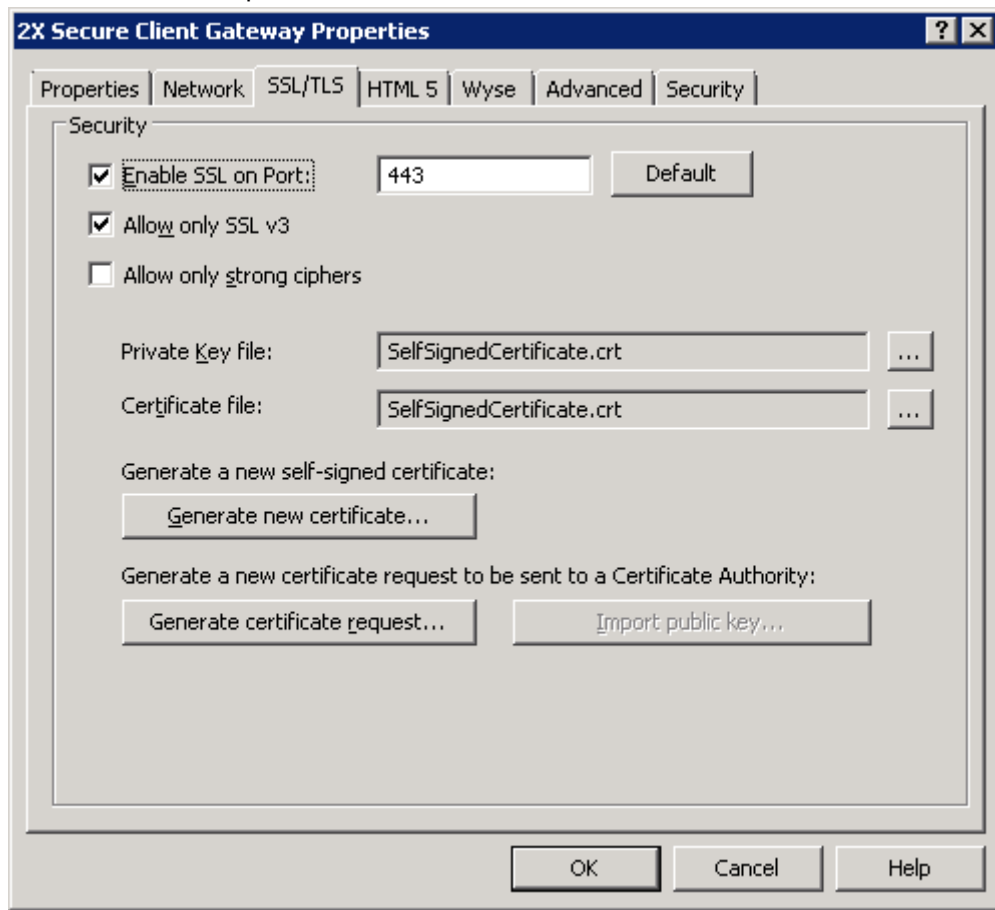 2X Secure Client Gateway Properties
Properties Network SSL/TLS HTML 5 Wyse Advanced Security
Security
Enable SSL on Port: 443 Default
Allow only SSL v3
Allow only strong ciphers
Private Key file: SelfSignedCertificate.crt ...
Certificate file: SelfSignedCertificate.crt ...
Generate a new self-signed certificate:
Generate new certificate...
Generate a new certificate request to be sent to a Certificate Authority:
Generate certificate request... Import public key...
OK Cancel Help